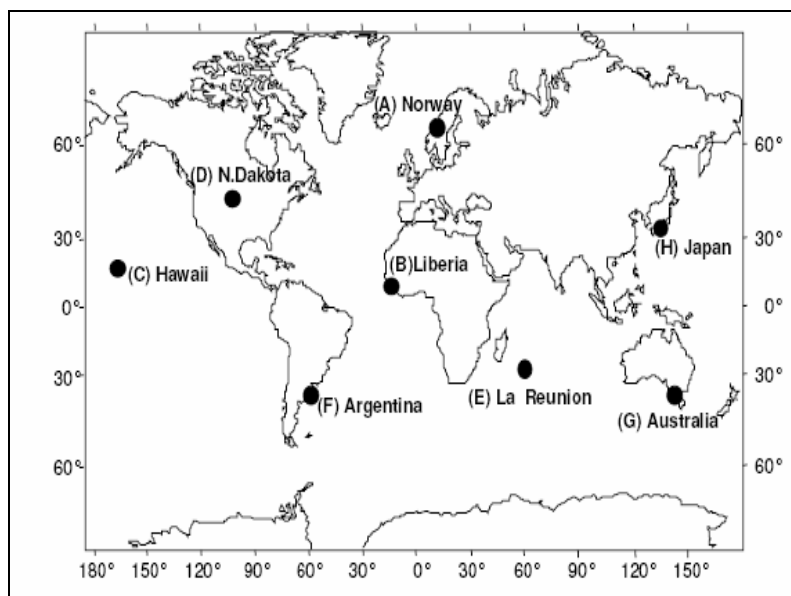 (A) Norway
60° 60°
(D) N.Dakota
30° 30°
(H) Japan
(B)Liberia
(C) Hawaii
0° 0°
30° 30°
(E) La Reunion
(F) Argentina
(G) Australia
60° 60°
180° 150° 120° 90° 60° 30° 0° 30° 60° 90° 120° 150°